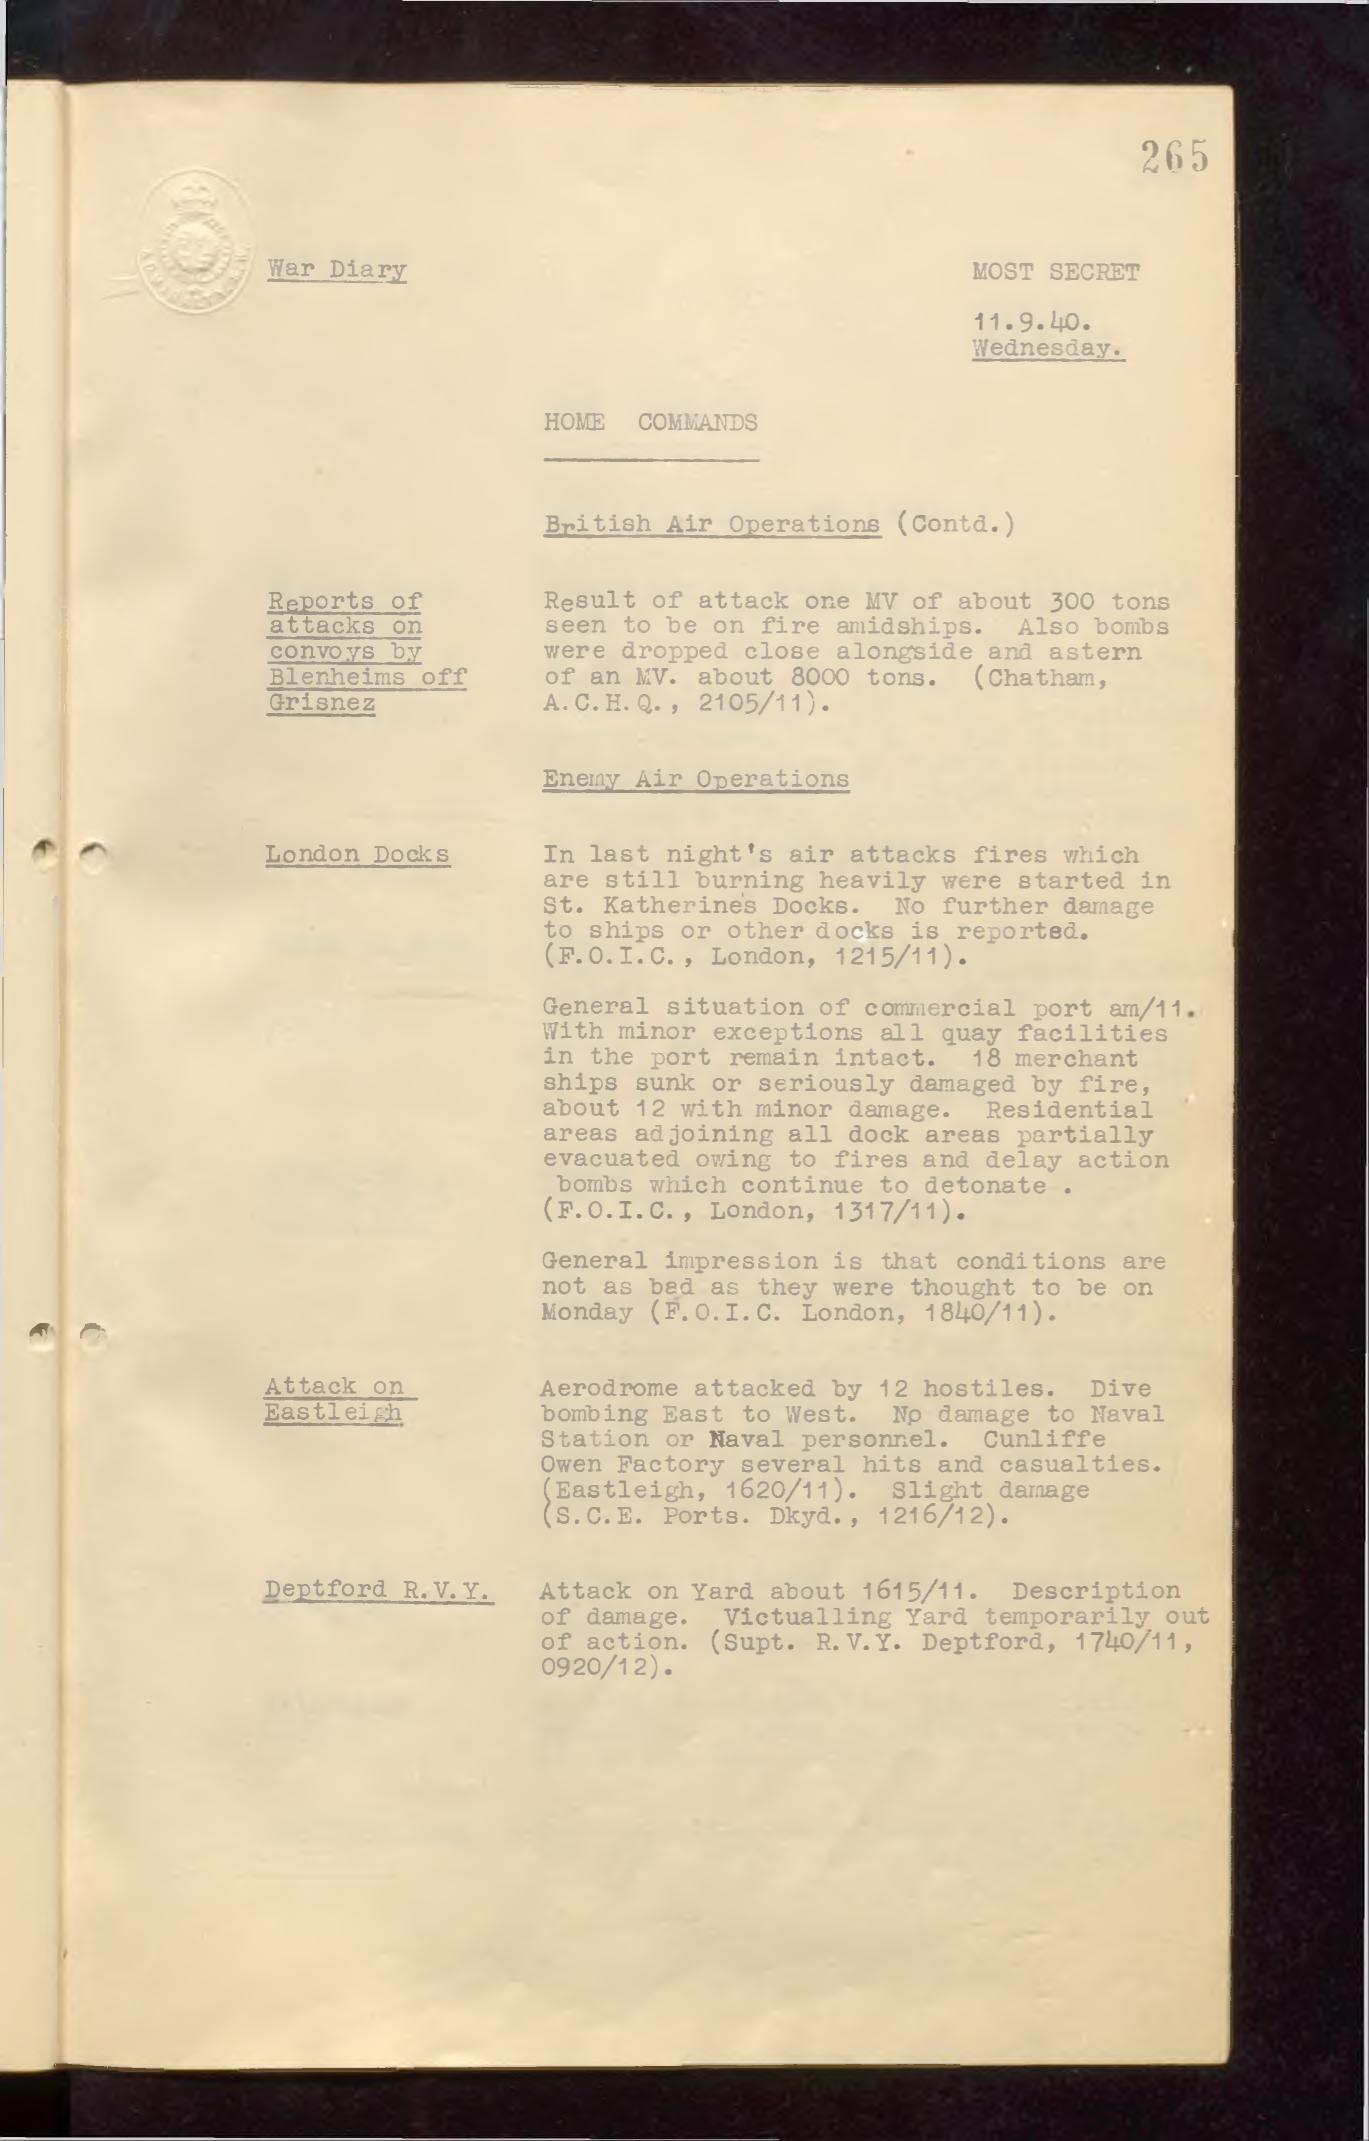 265
War Diary
MOST SECRET
11.9.40.
Wednesday.
HOME COMMANDS
British Air Operations (Contd.)
Reports of
attacks on
convoys by
Blenheims off
Grisnez
Result of attack one MV of about 300 tons
seen to be on fire amidships. Also bombs
were dropped close alongside and astern
of an MV. about 8000 tons. (Chatham,
A.C.H.Q., 2105/11).
Enemy Air Operations
London Docks
In last night's air attacks fires which
are still burning heavily were started in
St. Katherine's Docks. No further damage
to ships or other docks is reported.
(F.O.I.C., London, 1215/11).
General situation of commercial port am/11.
With minor exceptions all quay facilities
in the port remain intact. 18 merchant
ships sunk or seriously damaged by fire,
about 12 with minor damage. Residential
areas adjoining all dock areas partially
evacuated owing to fires and delay action
bombs which continue to detonate .
(F.O.I.C., London, 1317/11).
General impression is that conditions are
not as bad as they were thought to be on
Monday (F.O.I.C. London, 1840/11).
Attack on
Eastleigh
Aerodrome attacked by 12 hostiles. Dive
bombing East to West. Np damage to Naval
Station or Naval personnel. Cunliffe
Owen Factory several hits and casualties.
(Eastleigh, 1620/11). Slight damage
(S.C.E. Ports. Dkyd., 1216/12).
Deptford R.V.Y.
Attack on Yard about 1615/11. Description
of damage. Victualling Yard temporarily out
of action. (Supt. R.V.Y. Deptford, 1740/11,
0920/12).